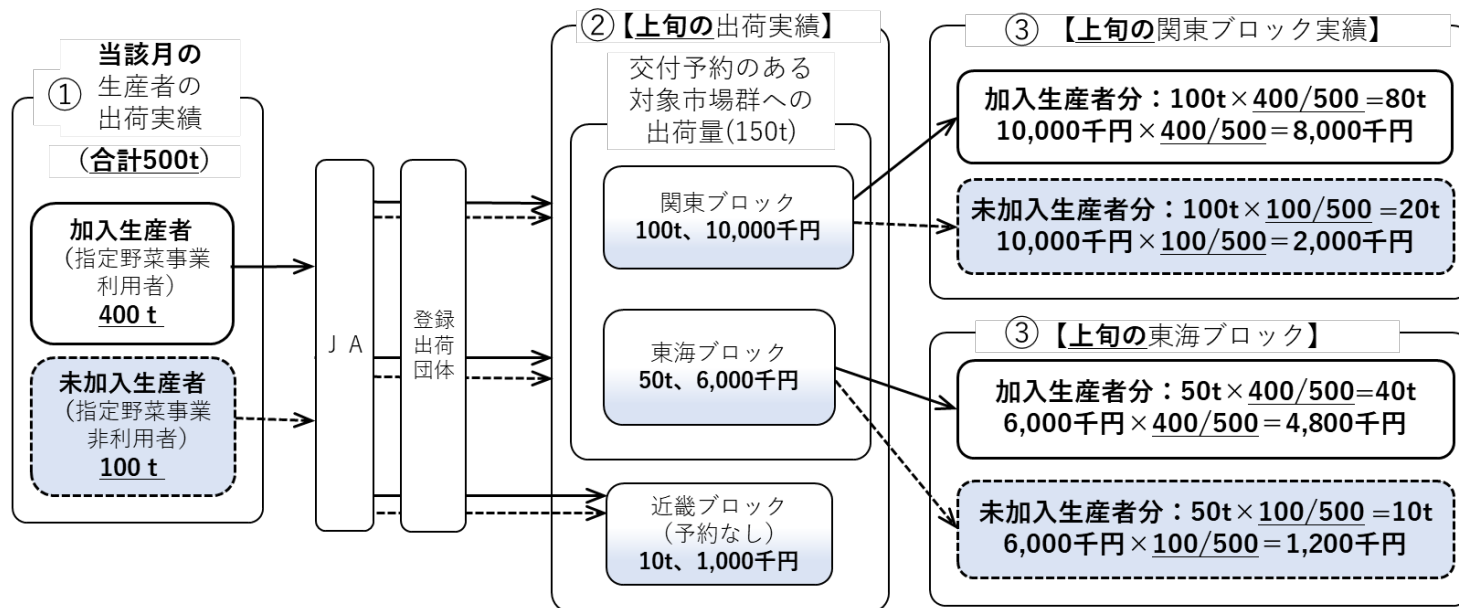 ①
当該月の
生産者の
出荷実績
(合計500t)
加入生産者
(指定野菜事業
利用者)
400 t
未加入生産者
(指定野菜事業
非利用者)
100 t
J A
登録
出荷
団体
②【上旬の出荷実績】
交付予約のある
対象市場群への
出荷量(150t)
関東ブロック
100t、10,000千円
東海ブロック
50t、6,000千円
近畿ブロック
(予約なし)
10t、1,000千円
③ 【上旬の関東ブロック実績】
加入生産者分：100t×400/500 =80t
10,000千円×400/500＝8,000千円
未加入生産者分：100t×100/500 =20t
10,000千円×100/500＝2,000千円
③ 【上旬の東海ブロック】
加入生産者分：50t×400/500=40t
6,000千円×400/500＝4,800千円
未加入生産者分：50t×100/500 =10t
6,000千円×100/500＝1,200千円